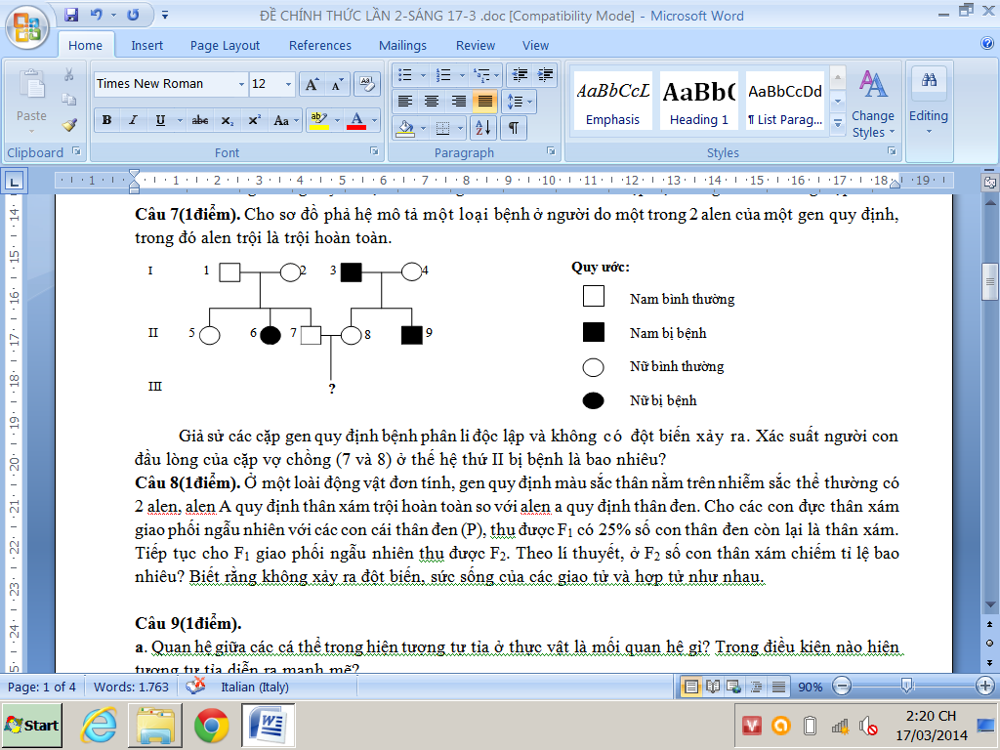 ĐỀ CHÍNH THỨC LẦN 2-SÁNG 17-3 .doc [Compatibility Mode] - Microsoft Word
Home Insert Page Layout References Mailings Review View
Paste
Times New Roman 12
AaBbCcL AaBb( AaBbCcDd
Emphasis Heading 1 ¶ List Parag...
Change Styles
Editing
Clipboard Font Paragraph Styles
Câu 7(1điểm). Cho sơ đồ phả hệ mô tả một loại bệnh ở người do một trong 2 alen của một gen quy định,
trong đó alen trội là trội hoàn toàn.
I 1 2 3 4
II 5 6 7 8 9
III ?
Quy ước:
Nam bình thường
Nam bị bệnh
Nữ bình thường
Nữ bị bệnh
Giả sử các cặp gen quy định bệnh phân li độc lập và không có đột biến xảy ra. Xác suất người con
đầu lòng của cặp vợ chồng (7 và 8) ở thế hệ thứ II bị bệnh là bao nhiêu?
Câu 8(1điểm). Ở một loài động vật đơn tính, gen quy định màu sắc thân nằm trên nhiễm sắc thể thường có
2 alen, alen A quy định thân xám trội hoàn toàn so với alen a quy định thân đen. Cho các con đực thân xám
giao phối ngẫu nhiên với các con cái thân đen (P), thu được F1 có 25% số con thân đen còn lại là thân xám.
Tiếp tục cho F1 giao phối ngẫu nhiên thu được F2. Theo lí thuyết, ở F2 số con thân xám chiếm tỉ lệ bao
nhiêu? Biết rằng không xảy ra đột biến, sức sống của các giao tử và hợp tử như nhau.
Câu 9(1điểm).
a. Quan hệ giữa các cá thể trong hiện tượng tự tỉa ở thực vật là mối quan hệ gì? Trong điều kiện nào hiện
tượng tự tỉa diễn ra mạnh mẽ?
Page: 1 of 4 Words: 1.763 Italian (Italy) 90%
Start
2:20 CH
17/03/2014